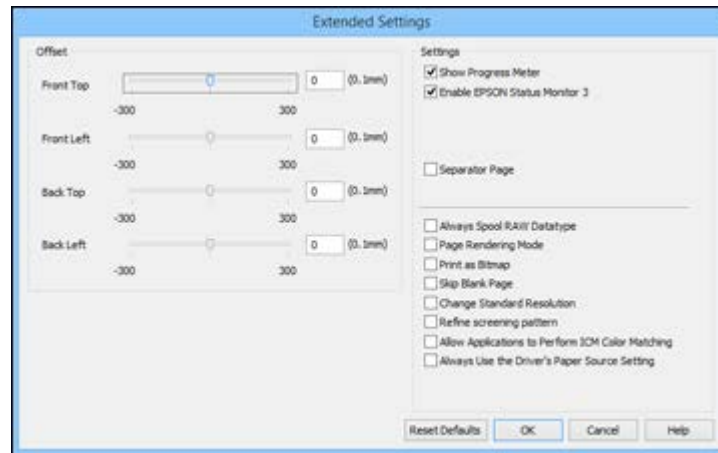 Extended Settings
Offset
Front Top
0
(0.1mm)
-300
300
Front Left
0
(0.1mm)
-300
300
Back Top
0
(0.1mm)
-300
300
Back Left
0
(0.1mm)
-300
300
Settings
Show Progress Meter
Enable EPSON Status Monitor 3
Separator Page
Always Spool RAW Datatype
Page Rendering Mode
Print as Bitmap
Skip Blank Page
Change Standard Resolution
Refine screening pattern
Allow Applications to Perform ICM Color Matching
Always Use the Driver's Paper Source Setting
Reset Defaults
OK
Cancel
Help